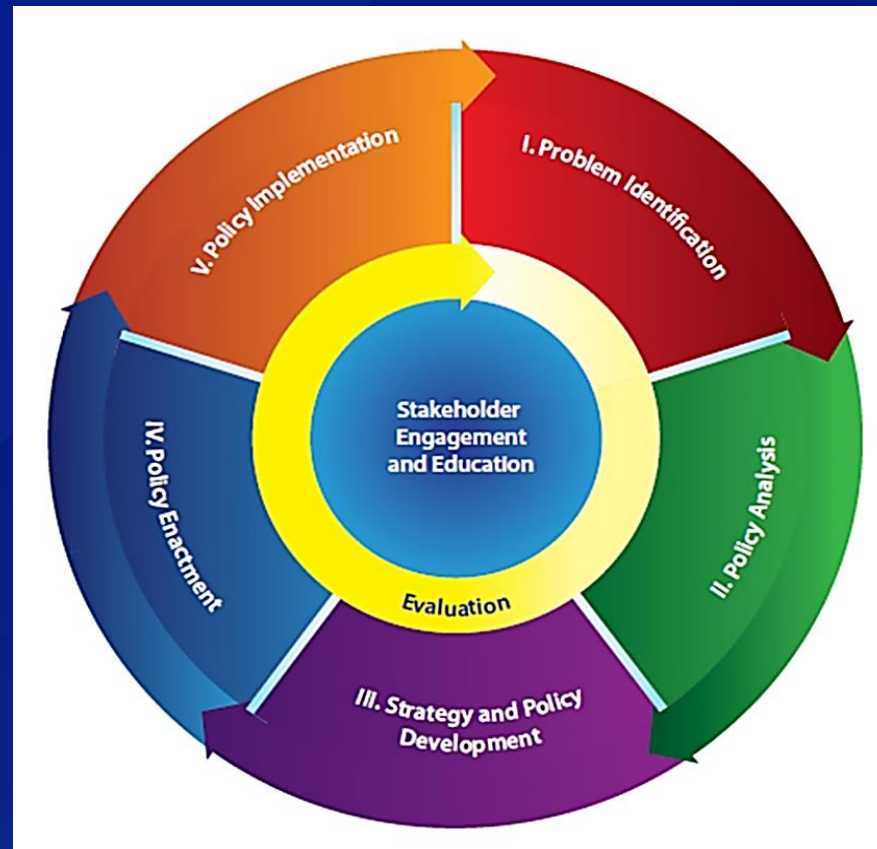 I. Problem Identification
II. Policy Analysis
III. Strategy and Policy
Development
IV. Policy Enactment
V. Policy Implementation
Evaluation
Stakeholder
Engagement
and Education